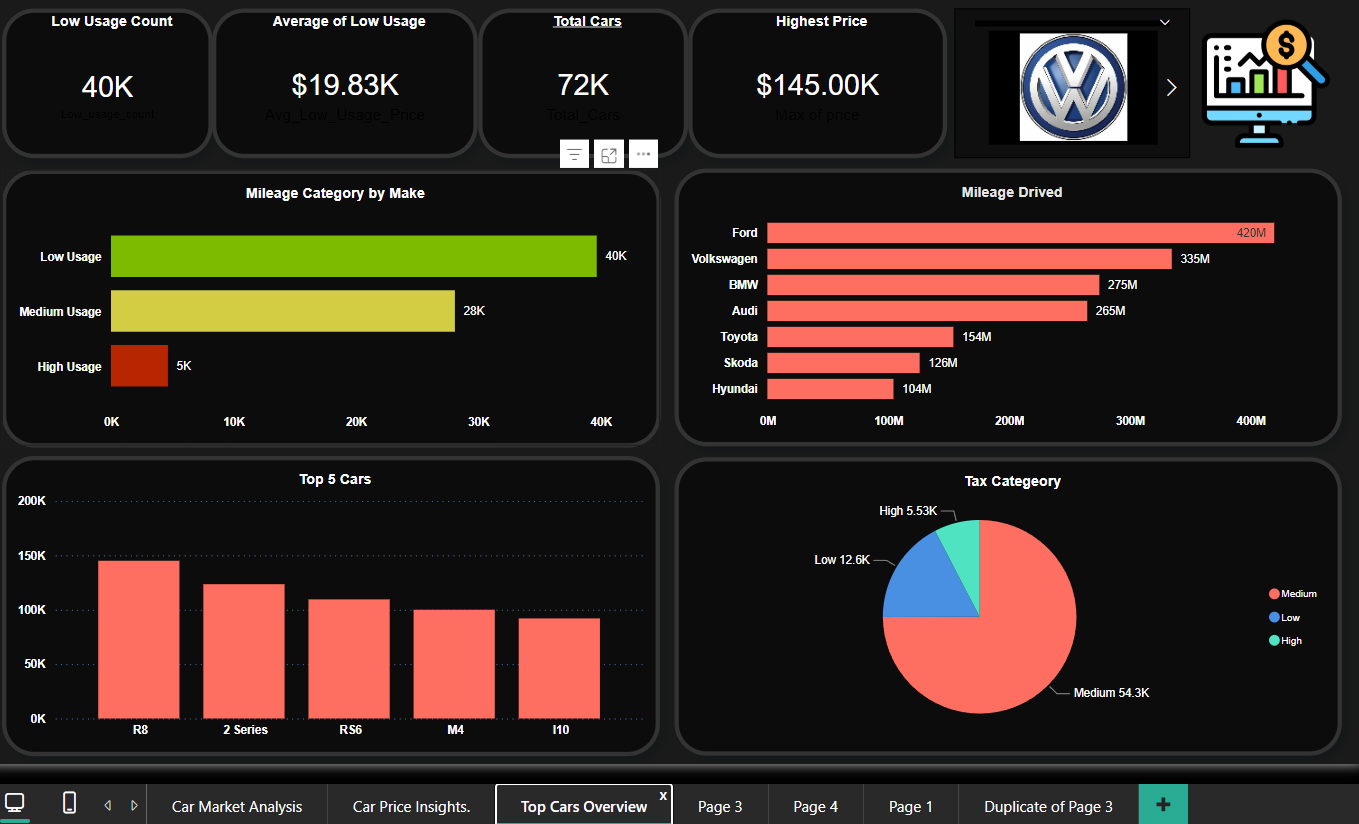 Low Usage Count
40K
Low_usage_count
Average of Low Usage
$19.83K
Avg_Low_Usage_Price
Total Cars
72K
Total_Cars
Highest Price
$145.00K
Max of price
Mileage Category by Make
Low Usage
40K
Medium Usage
28K
High Usage
5K
0K
10K
20K
30K
40K
Mileage Drived
Ford
420M
Volkswagen
335M
BMW
275M
Audi
265M
Toyota
154M
Skoda
126M
Hyundai
104M
0M
100M
200M
300M
400M
Top 5 Cars
200K
150K
100K
50K
0K
R8
2 Series
RS6
M4
I10
Tax Categeory
High 5.53K
Low 12.6K
Medium 54.3K
Medium
Low
High
Car Market Analysis
Car Price Insights.
Top Cars Overview
x
Page 3
Page 4
Page 1
Duplicate of Page 3
+